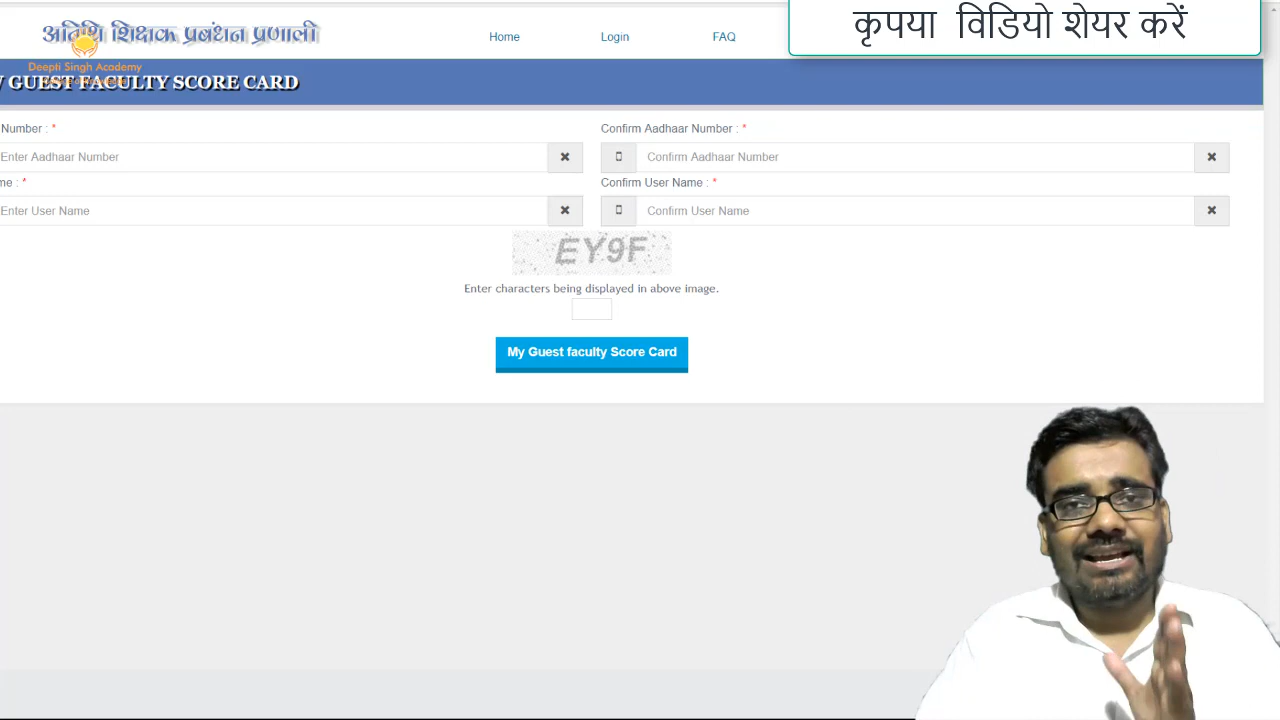 कृपया विडियो शेयर करें
अतिथि शिक्षक प्रबंधन प्रणाली
Home
Login
FAQ
Deepti Singh Academy
GUEST FACULTY SCORE CARD
Number : *
Confirm Aadhaar Number : *
Enter Aadhaar Number
Confirm Aadhaar Number
me : *
Confirm User Name : *
Enter User Name
Confirm User Name
EY9F
Enter characters being displayed in above image.
My Guest faculty Score Card